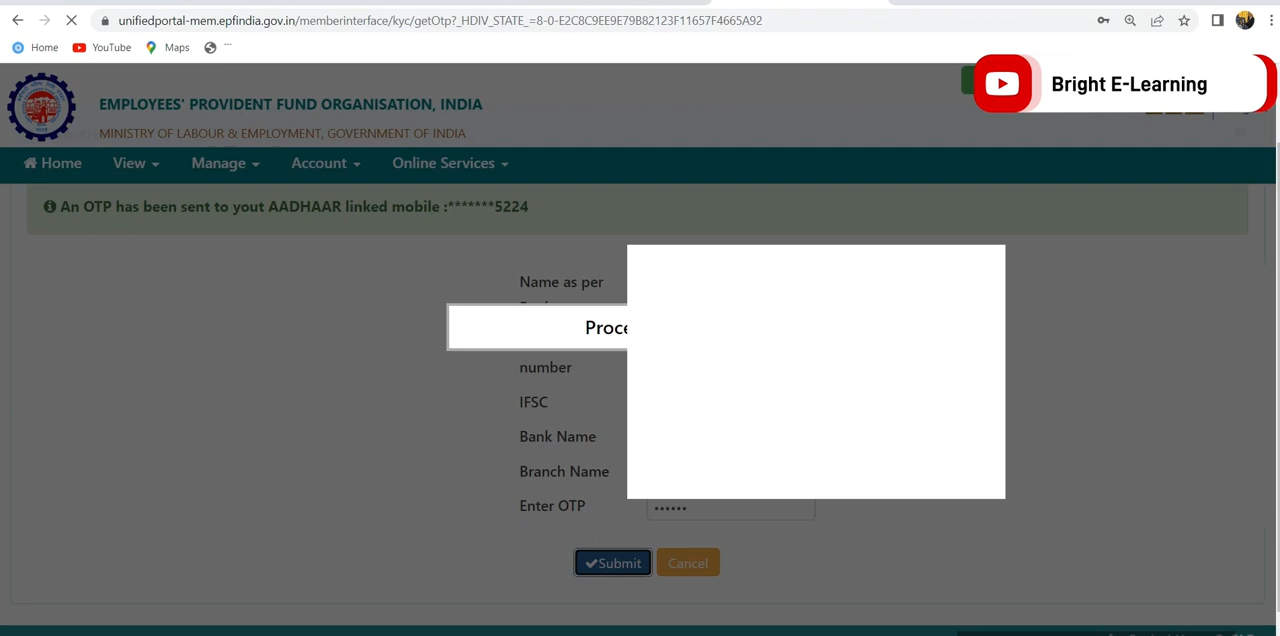 unifiedportal-mem.epfindia.gov.in/memberinterface/kyc/getOtp?_HDIV_STATE_=8-0-E2C8C9EE9E79B82123F11657F4665A92
Home YouTube Maps
Bright E-Learning
EMPLOYEES' PROVIDENT FUND ORGANISATION, INDIA
MINISTRY OF LABOUR & EMPLOYMENT, GOVERNMENT OF INDIA
Home View Manage Account Online Services
An OTP has been sent to yout AADHAAR linked mobile :*******5224
Name as per
Proce
number
IFSC
Bank Name
Branch Name
Enter OTP ••••••
Submit Cancel